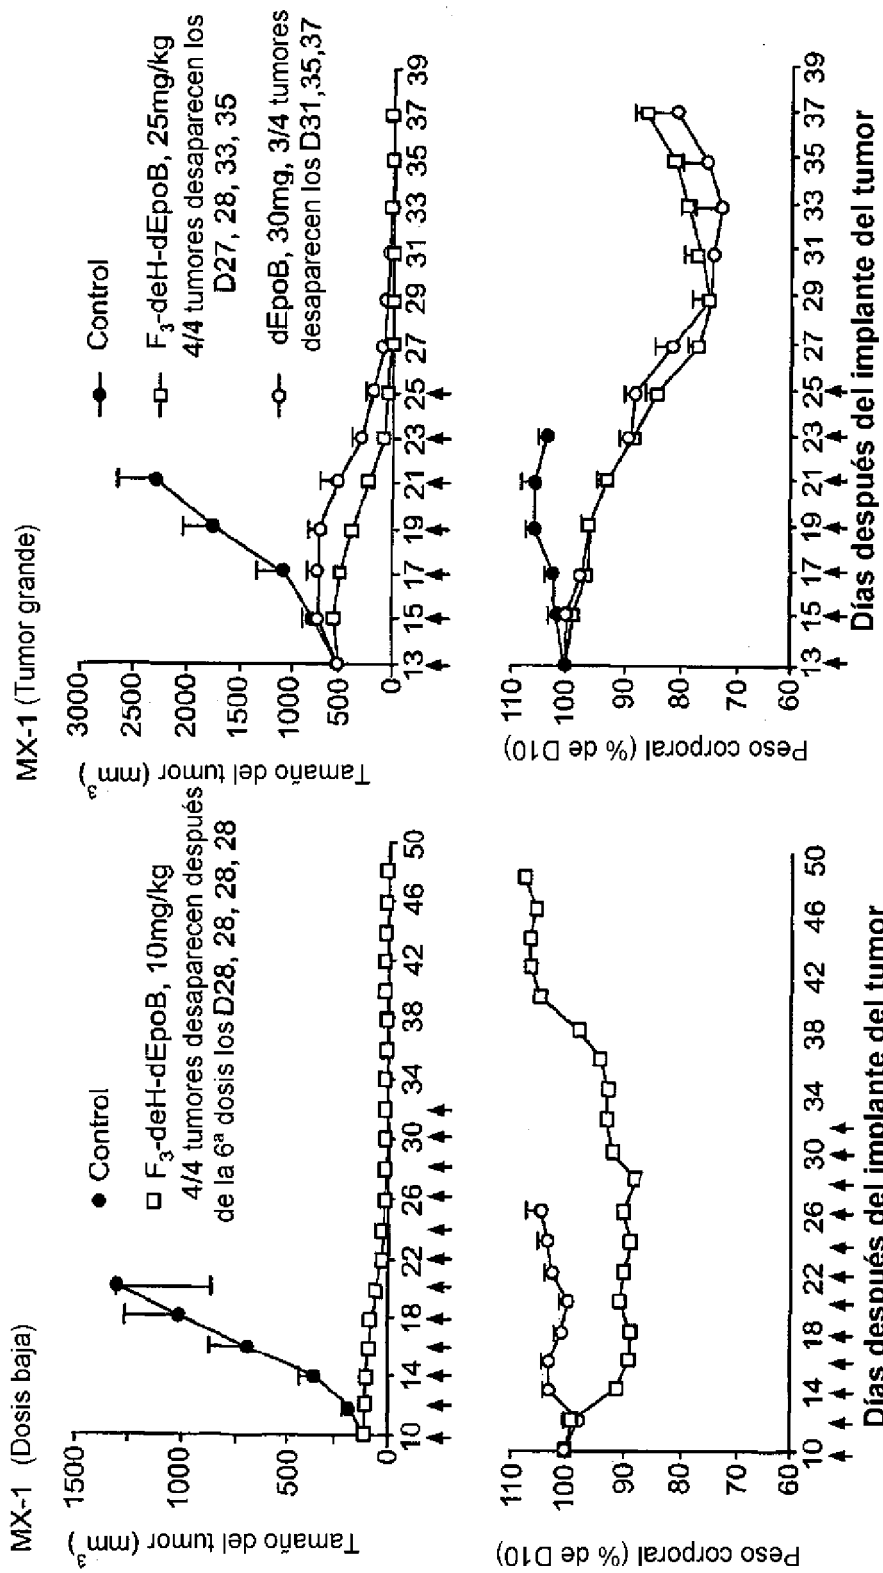 MX-1 (Dosis baja)
Tamaño del tumor (mm³)
1500
1000
500
0
● Control
□ F₃-deH-dEpoB, 10mg/kg
4/4 tumores desaparecen después
de la 6ª dosis los D28, 28, 28, 28
10 14 18 22 26 30 34 38 42 46 50
Peso corporal (% de D10)
110
100
90
80
70
60
10 14 18 22 26 30 34 38 42 46 50
Días después del implante del tumor
MX-1 (Tumor grande)
Tamaño del tumor (mm³)
3000
2500
2000
1500
1000
500
0
Control
F₃-deH-dEpoB, 25mg/kg
4/4 tumores desaparecen los
D27, 28, 33, 35
dEpoB, 30mg, 3/4 tumores
desaparecen los D31,35,37
13 15 17 19 21 23 25 27 29 31 33 35 37 39
Peso corporal (% de D10)
110
100
90
80
70
60
13 15 17 19 21 23 25 27 29 31 33 35 37 39
Días después del implante del tumor